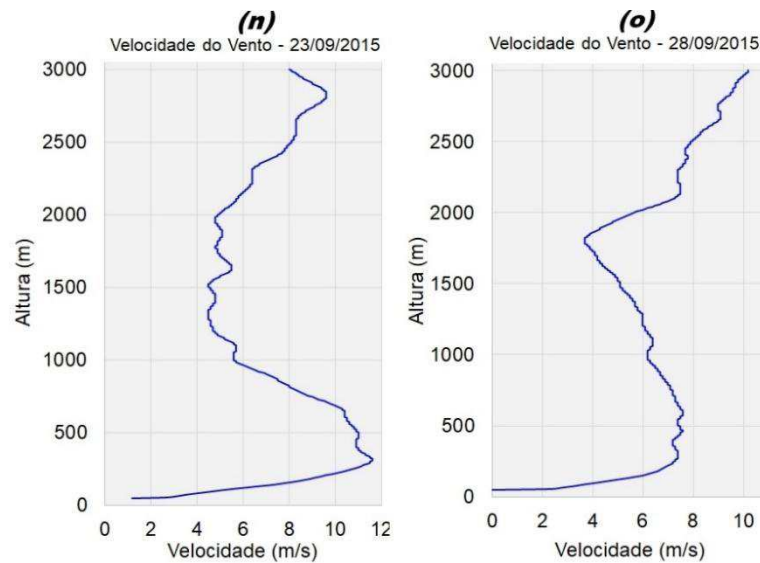 (n)
Velocidade do Vento - 23/09/2015
3000
2500
2000
1500
1000
500
0
Altura (m)
0 2 4 6 8 10 12
Velocidade (m/s)
(o)
Velocidade do Vento - 28/09/2015
3000
2500
2000
1500
1000
500
0
Altura (m)
0 2 4 6 8 10
Velocidade (m/s)